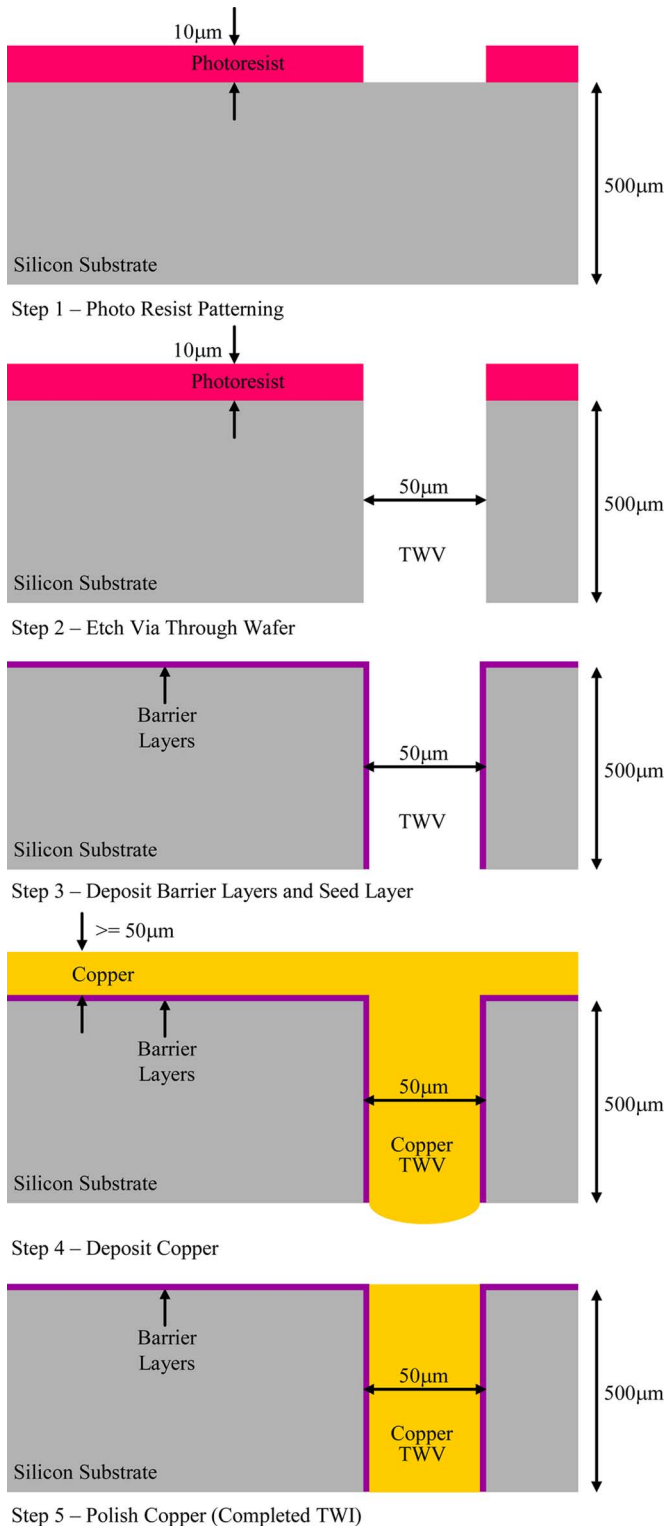 10μm
Photoresist
500μm
Silicon Substrate
Step 1 – Photo Resist Patterning
10μm
Photoresist
50μm
500μm
TWV
Silicon Substrate
Step 2 – Etch Via Through Wafer
Barrier
Layers
50μm
500μm
TWV
Silicon Substrate
Step 3 – Deposit Barrier Layers and Seed Layer
>= 50μm
Copper
Barrier
Layers
50μm
500μm
Copper
TWV
Silicon Substrate
Step 4 – Deposit Copper
Barrier
Layers
50μm
500μm
Copper
TWV
Silicon Substrate
Step 5 – Polish Copper (Completed TWI)